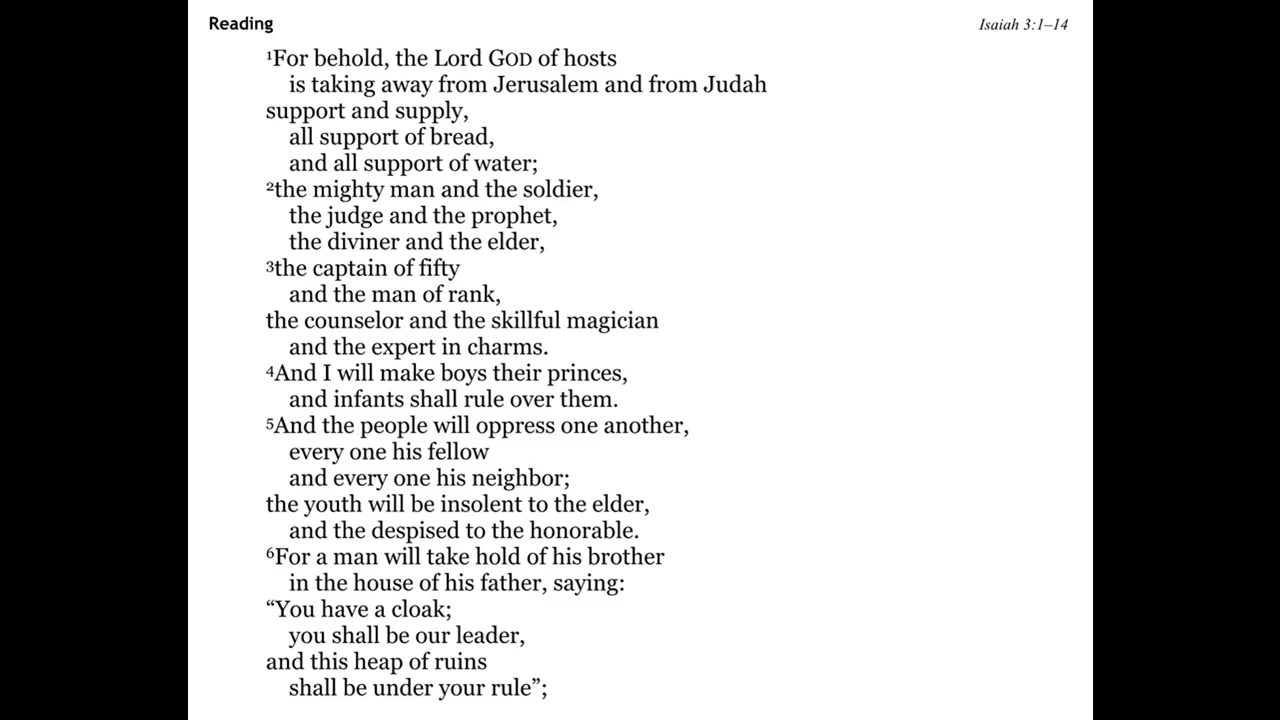 Reading
Isaiah 3:1–14
¹For behold, the Lord GOD of hosts
is taking away from Jerusalem and from Judah
support and supply,
all support of bread,
and all support of water;
²the mighty man and the soldier,
the judge and the prophet,
the diviner and the elder,
³the captain of fifty
and the man of rank,
the counselor and the skillful magician
and the expert in charms.
⁴And I will make boys their princes,
and infants shall rule over them.
⁵And the people will oppress one another,
every one his fellow
and every one his neighbor;
the youth will be insolent to the elder,
and the despised to the honorable.
⁶For a man will take hold of his brother
in the house of his father, saying:
“You have a cloak;
you shall be our leader,
and this heap of ruins
shall be under your rule”;